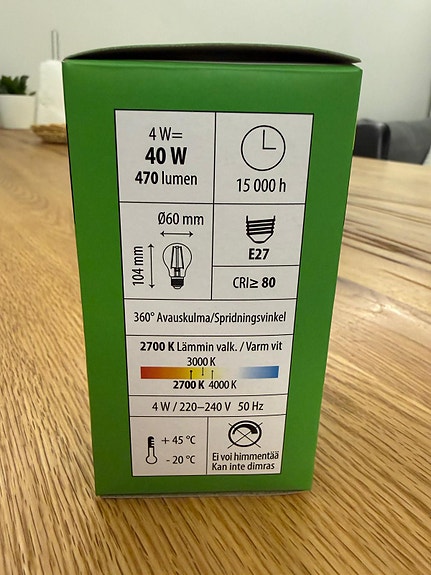 4 W=
40 W
470 lumen
15 000 h
Ø60 mm
104 mm
E27
CRI≥ 80
360° Avauskulma/Spridningsvinkel
2700 K Lämmin valk. / Varm vit
3000 K
2700 K 4000 K
4 W / 220–240 V 50 Hz
+ 45 °C
- 20 °C
Ei voi himmentää
Kan inte dimras